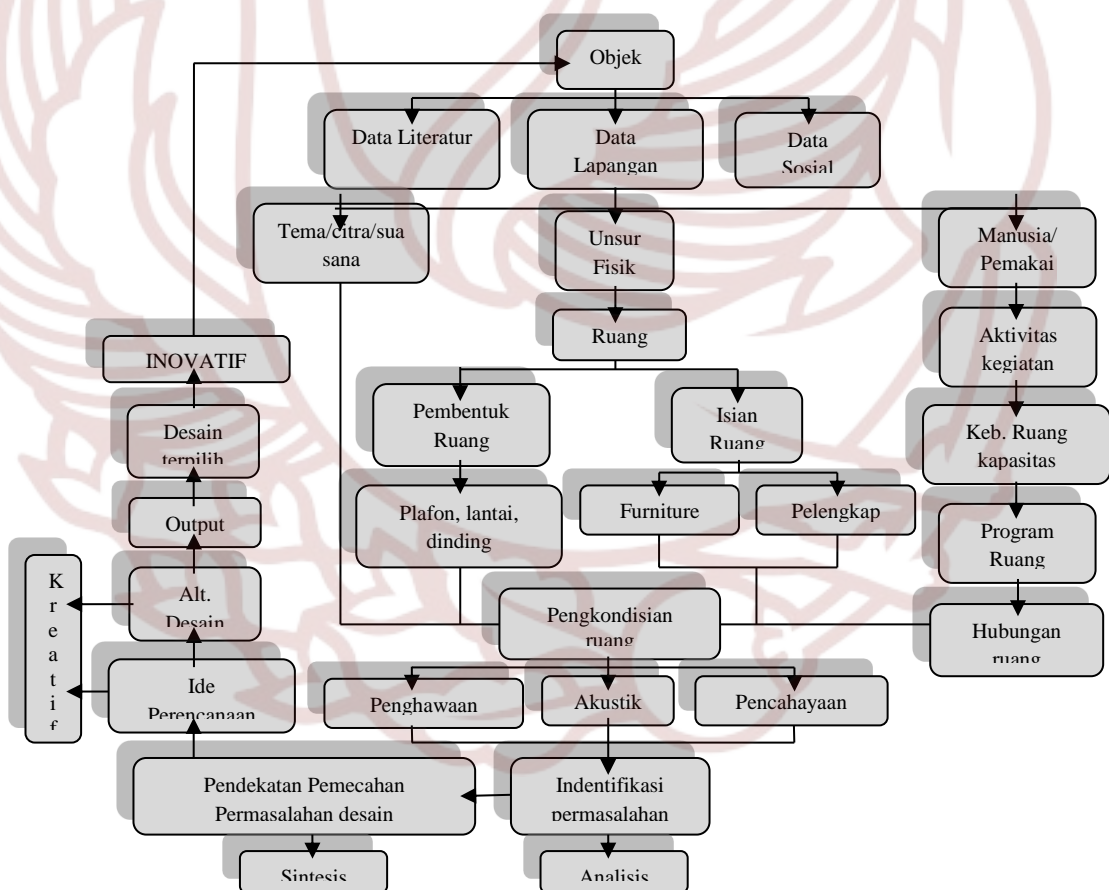 Objek
Data Literatur
Data
Lapangan
Data
Sosial
Tema/citra/sua
sana
Unsur
Fisik
Manusia/
Pemakai
Ruang
Aktivitas
kegiatan
INOVATIF
Pembentuk
Ruang
Isian
Ruang
Keb. Ruang
kapasitas
Desain
terpilih
Plafon, lantai,
dinding
Furniture
Pelengkap
Program
Ruang
Output
K
r
e
a
t
i
f
Alt.
Desain
Pengkondisian
ruang
Hubungan
ruang
Ide
Perencanaan
Penghawaan
Akustik
Pencahayaan
Pendekatan Pemecahan
Permasalahan desain
Indentifikasi
permasalahan
Sintesis
Analisis